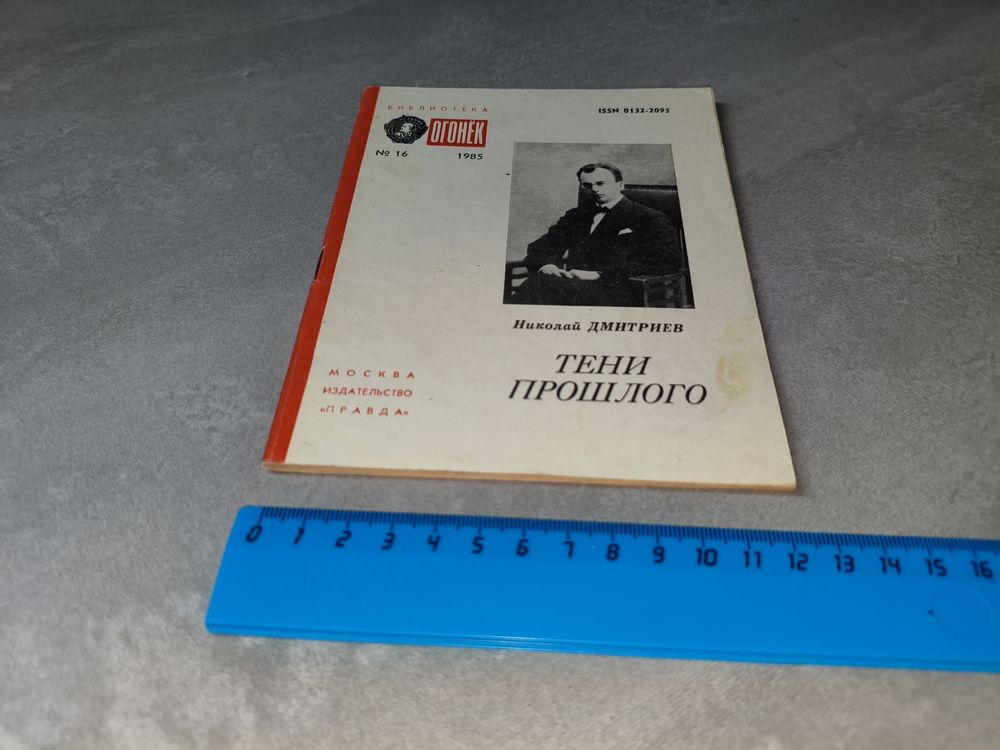 БИБЛИОТЕКА
ОГОНЁК
№ 16 1985
ISSN 0132-2095
Николай ДМИТРИЕВ
ТЕНИ
ПРОШЛОГО
МОСКВА
ИЗДАТЕЛЬСТВО
«ПРАВДА»
0 1 2 3 4 5 6 7 8 9 10 11 12 13 14 15 16